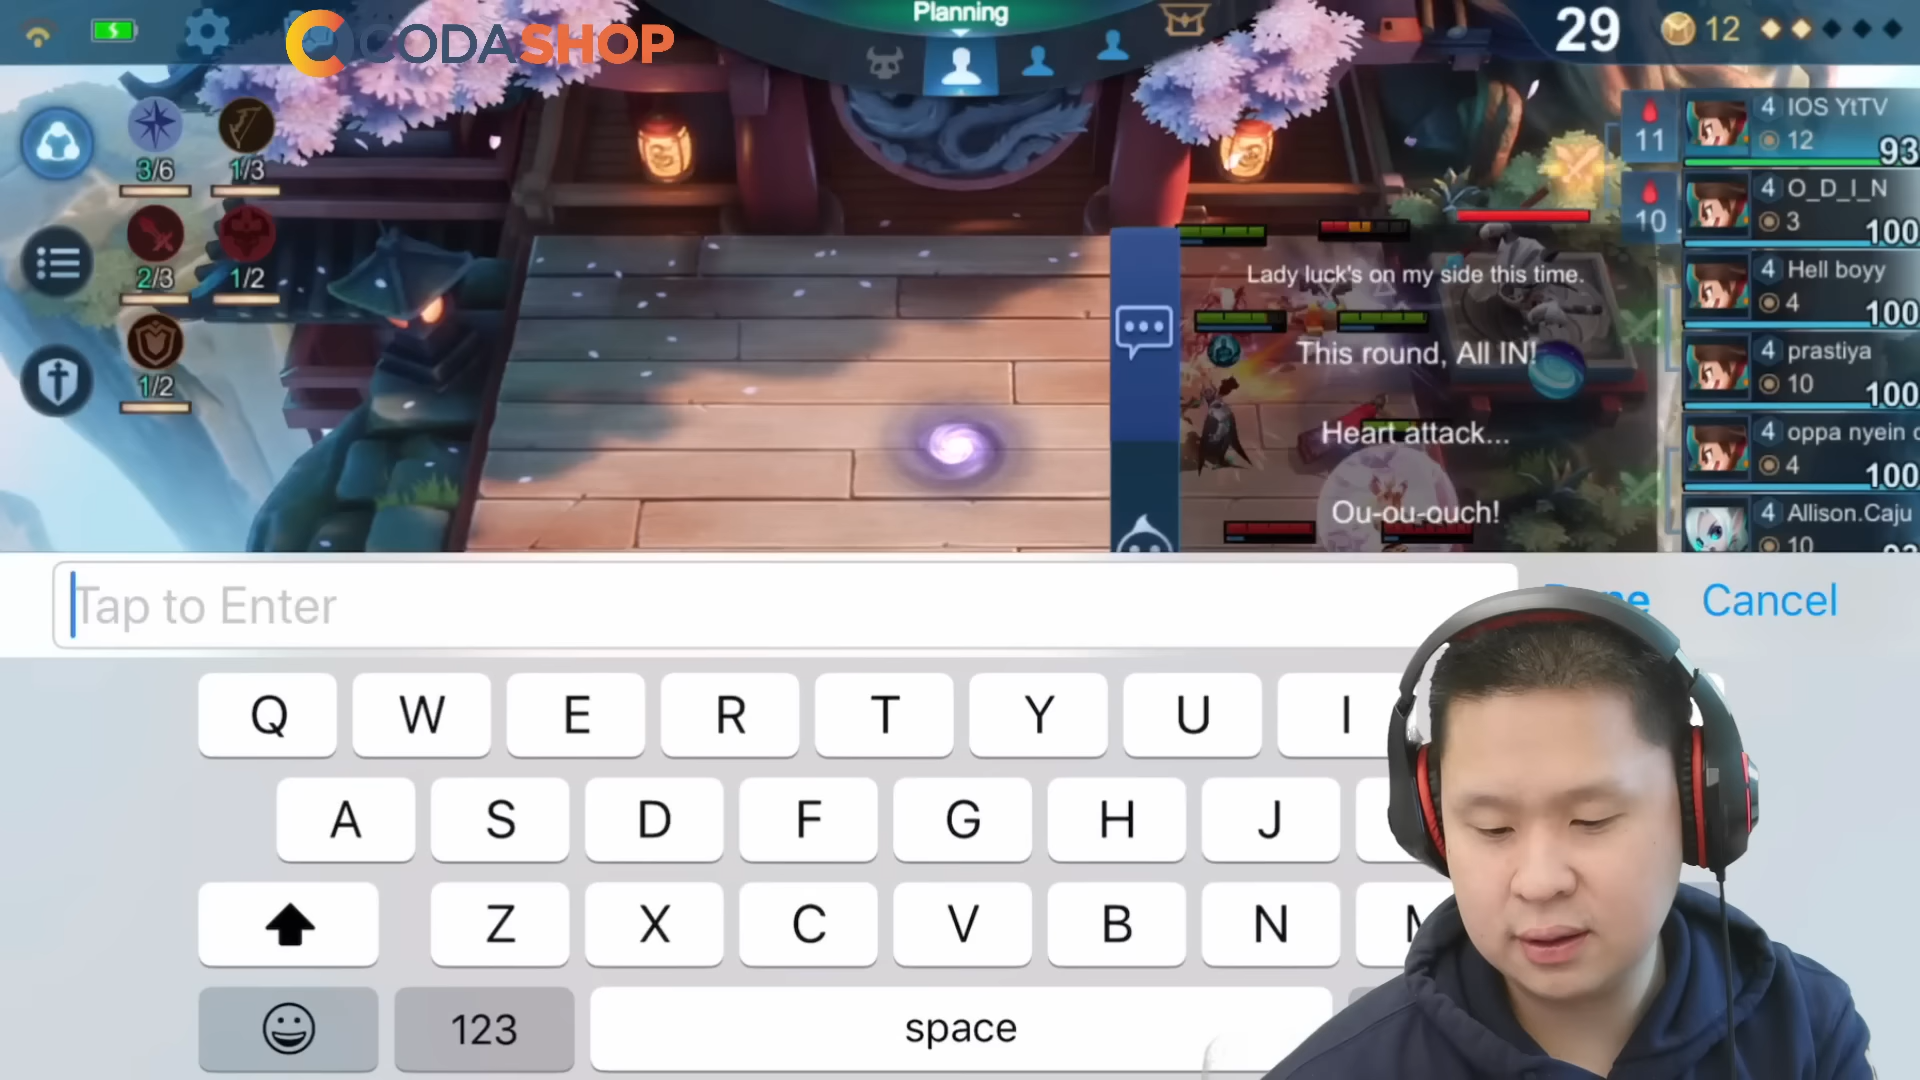 CODASHOP
Planning
29
12
3/6
1/3
2/3
1/2
1/2
11
4 IOS YtTV
12
93
10
4 O_D_I_N
3
100
4 Hell boyy
4
100
4 prastiya
10
100
4 oppa nyein
4
100
4 Allison.Caju
10
Lady luck's on my side this time.
This round, All IN!
Heart attack...
Ou-ou-ouch!
Tap to Enter
Cancel
Q W E R T Y U I
A S D F G H J
Z X C V B N
123
space